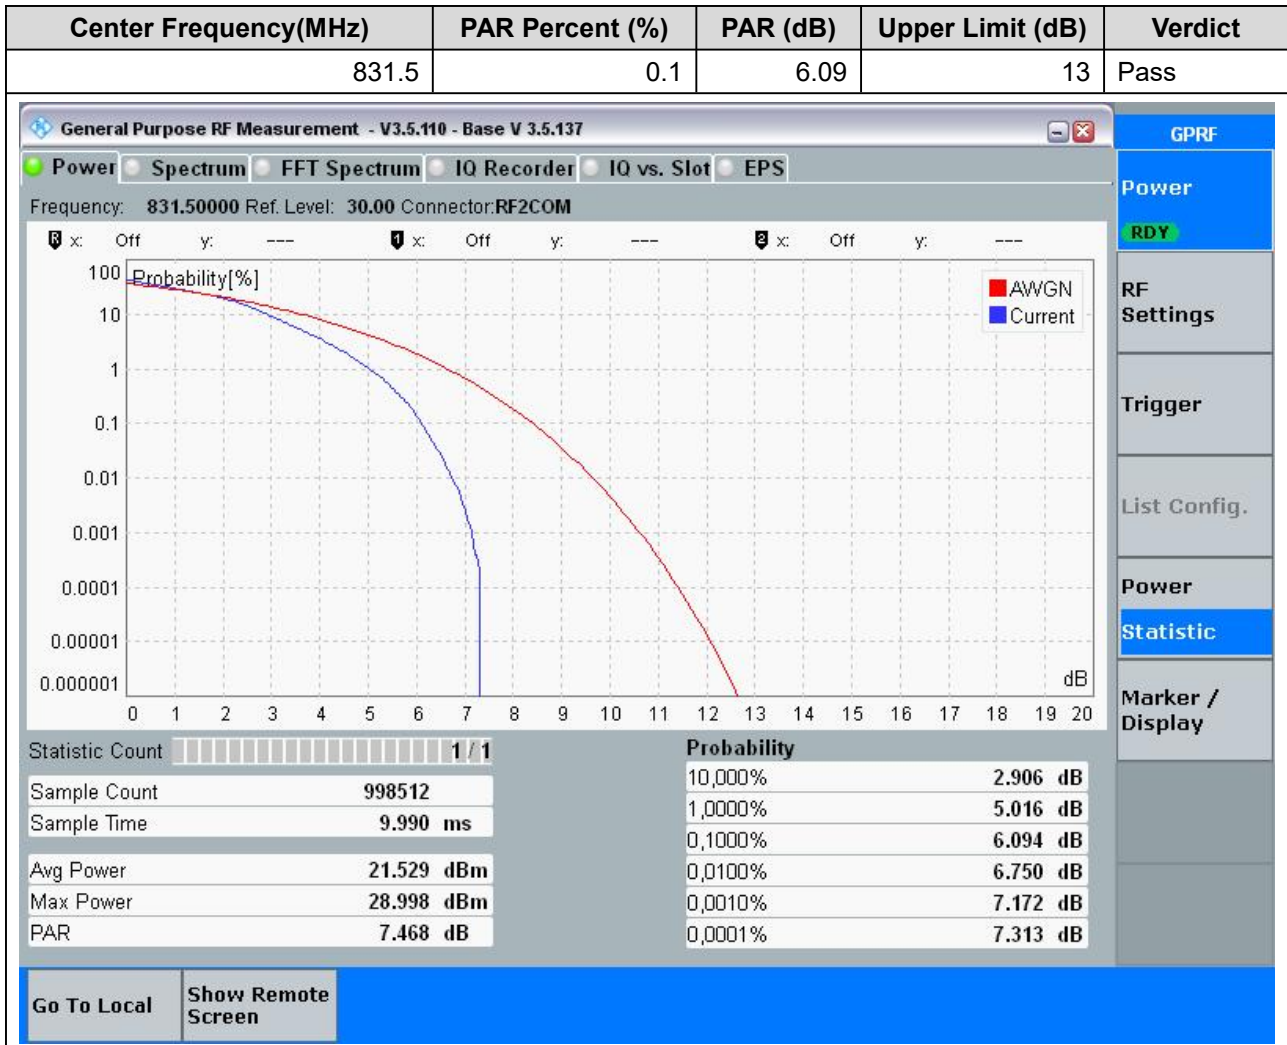 Center Frequency(MHz) PAR Percent (%) PAR (dB) Upper Limit (dB) Verdict
831.5 0.1 6.09 13 Pass
General Purpose RF Measurement - V3.5.110 - Base V 3.5.137
GPRF
Power Spectrum FFT Spectrum IQ Recorder IQ vs. Slot EPS
Power
RDY
Frequency: 831.50000 Ref. Level: 30.00 Connector:RF2COM
R x: Off y: --- 1 x: Off y: --- 2 x: Off y: ---
Probability[%]
AWGN
Current
100
10
1
0.1
0.01
0.001
0.0001
0.00001
0.000001
dB
0 1 2 3 4 5 6 7 8 9 10 11 12 13 14 15 16 17 18 19 20
RF
Settings
Trigger
List Config.
Power
Statistic
Marker /
Display
Statistic Count 1 / 1
Sample Count 998512
Sample Time 9.990 ms
Avg Power 21.529 dBm
Max Power 28.998 dBm
PAR 7.468 dB
Probability
10,000% 2.906 dB
1,0000% 5.016 dB
0,1000% 6.094 dB
0,0100% 6.750 dB
0,0010% 7.172 dB
0,0001% 7.313 dB
Go To Local
Show Remote
Screen